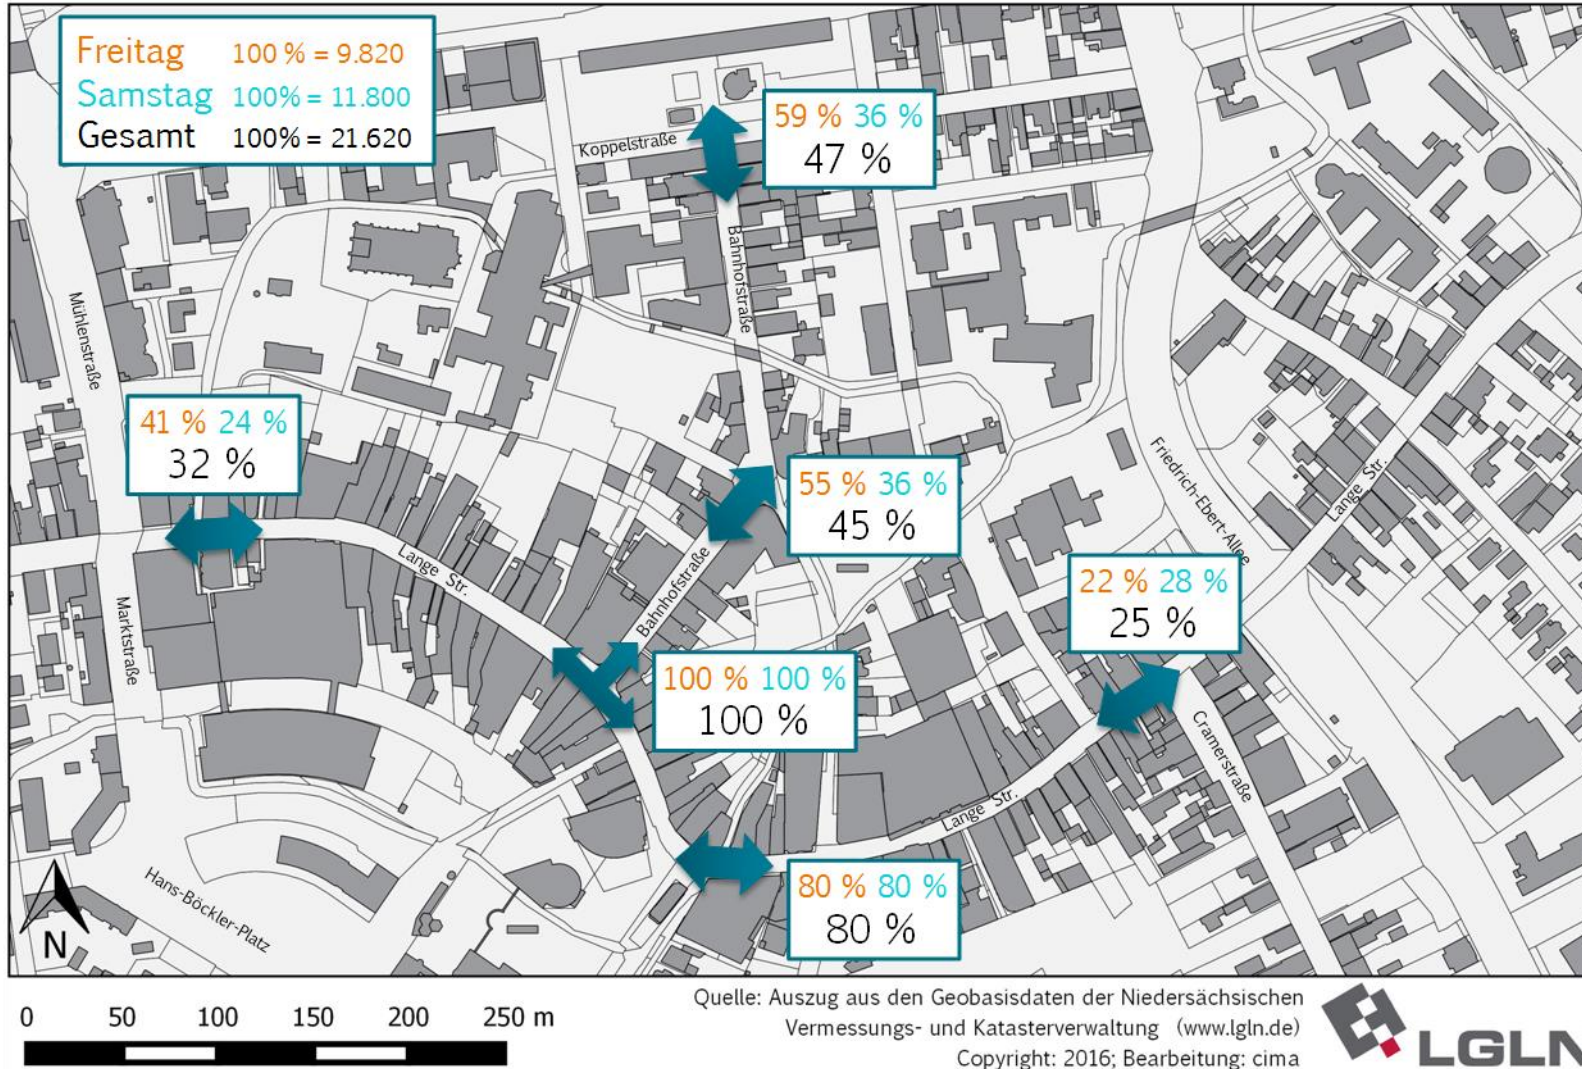 Freitag 100 % = 9.820
Samstag 100% = 11.800
Gesamt 100% = 21.620
59 % 36 %
47 %
Koppelstraße
Bahnhofstraße
Mühlenstraße
41 % 24 %
32 %
55 % 36 %
45 %
Friedrich-Ebert-Allee
Lange Str.
Lange Str.
Bahnhofstraße
22 % 28 %
25 %
Marktstraße
100 % 100 %
100 %
Cramerstraße
Lange Str.
80 % 80 %
80 %
Hans-Böckler-Platz
N
0 50 100 150 200 250 m
Quelle: Auszug aus den Geobasisdaten der Niedersächsischen
Vermessungs- und Katasterverwaltung (www.lgln.de)
Copyright: 2016; Bearbeitung: cima
LGLN